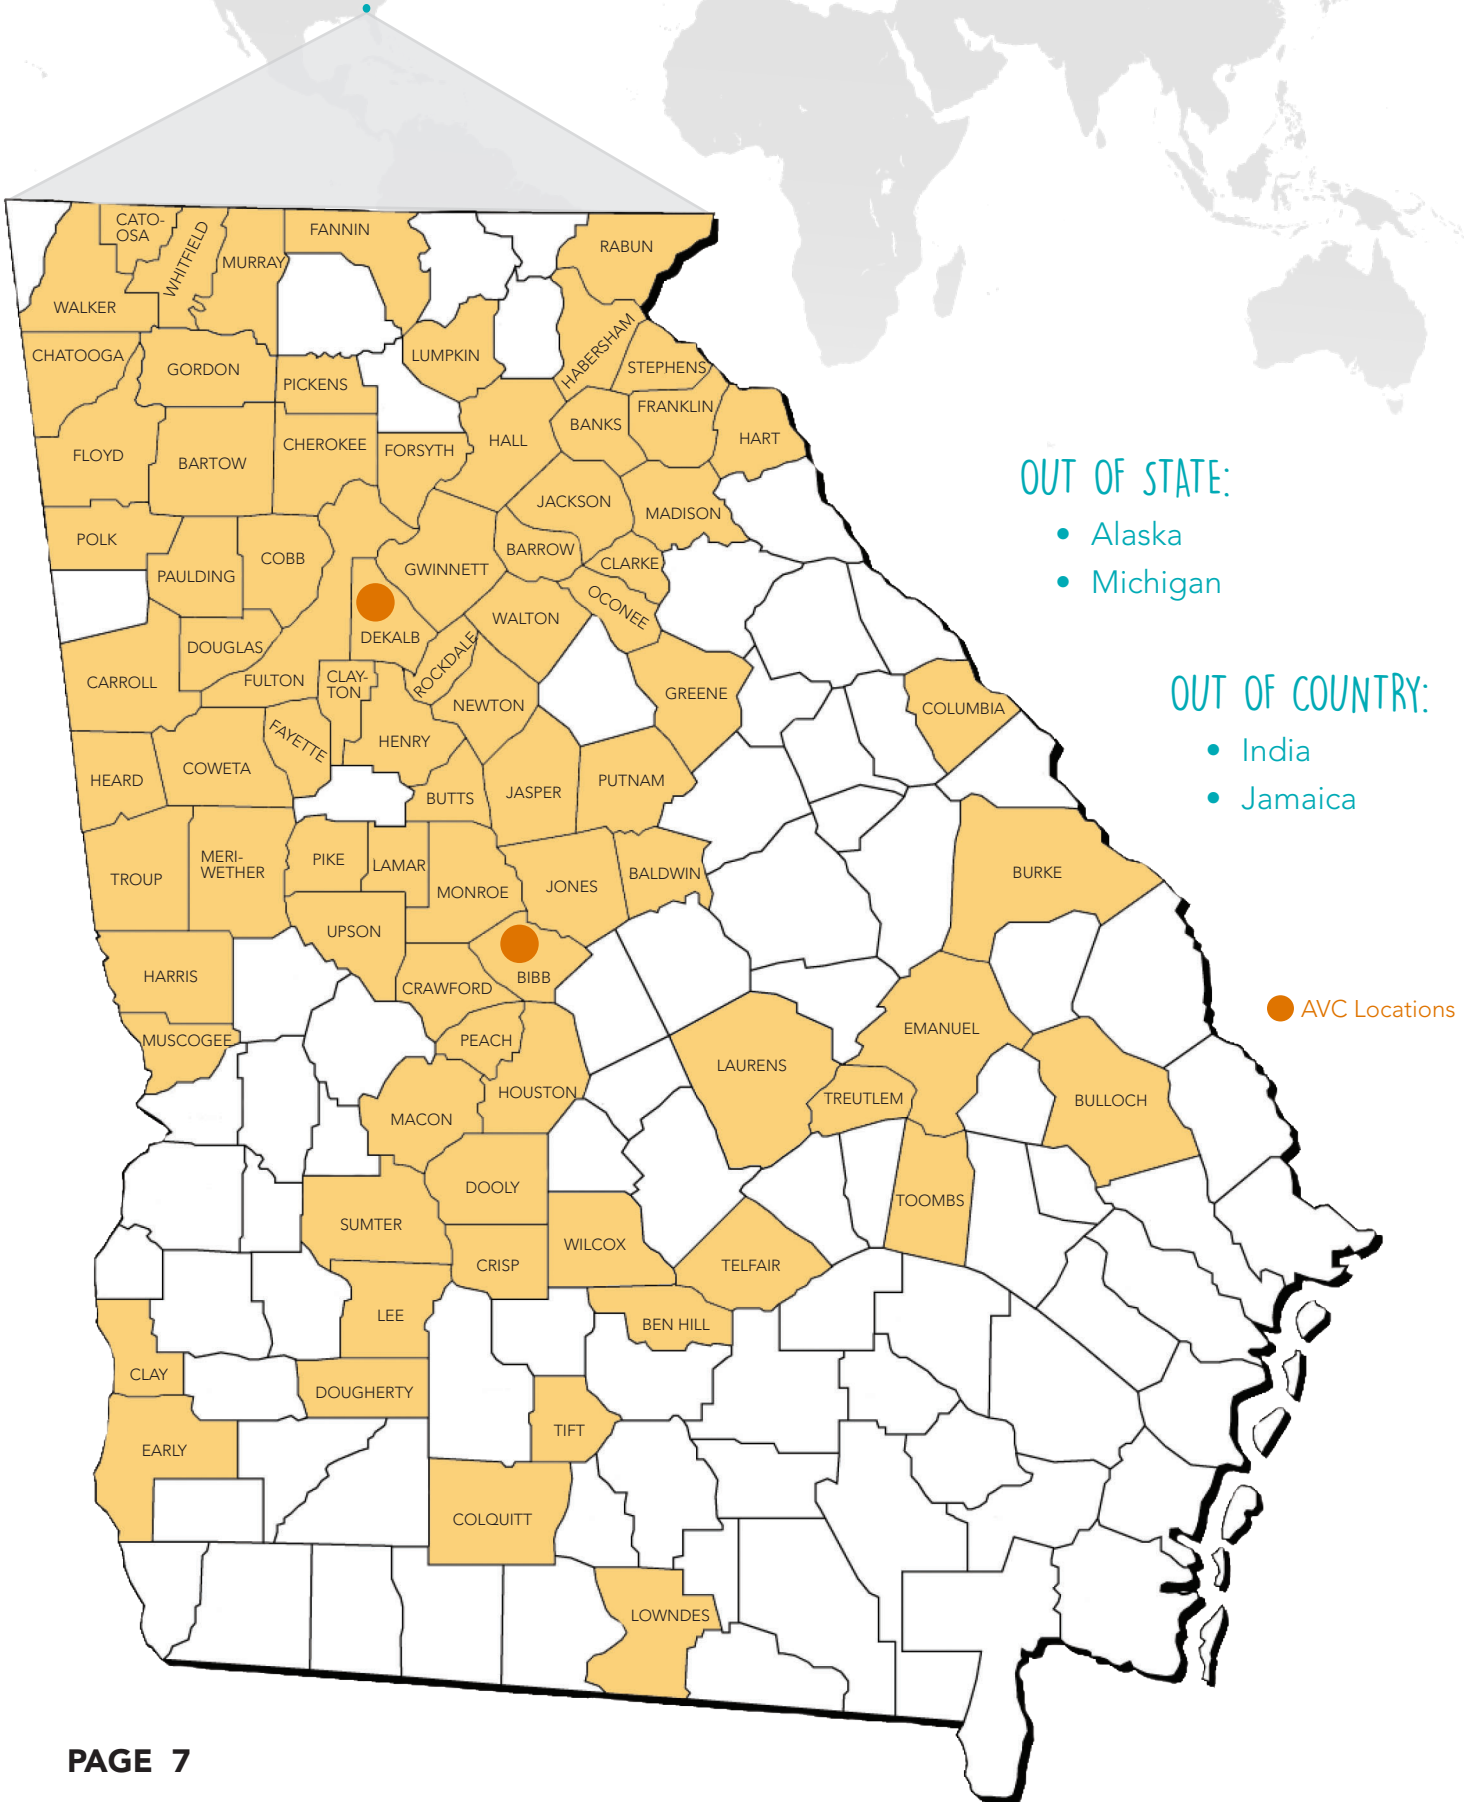 CATO-
OSA
WHITFIELD
MURRAY
FANNIN
RABUN
WALKER
CHATOOGA
GORDON
PICKENS
LUMPKIN
HABERSHAM
STEPHENS
FLOYD
BARTOW
CHEROKEE
FORSYTH
HALL
BANKS
FRANKLIN
HART
POLK
PAULDING
COBB
GWINNETT
JACKSON
MADISON
BARROW
CLARKE
OCONEE
WALTON
DEKALB
ROCKDALE
DOUGLAS
CARROLL
FULTON
CLAY-
TON
NEWTON
GREENE
COLUMBIA
HEARD
COWETA
FAYETTE
HENRY
BUTTS
JASPER
PUTNAM
TROUP
MERI-
WETHER
PIKE
LAMAR
MONROE
JONES
BALDWIN
BURKE
UPSON
HARRIS
CRAWFORD
BIBB
MUSCOGEE
PEACH
HOUSTON
LAURENS
EMANUEL
TREUTLEM
BULLOCH
MACON
DOOLY
TOOMBS
SUMTER
CRISP
WILCOX
TELFAIR
LEE
BEN HILL
CLAY
DOUGHERTY
EARLY
TIFT
COLQUITT
LOWNDES
OUT OF STATE:
• Alaska
• Michigan
OUT OF COUNTRY:
• India
• Jamaica
AVC Locations
PAGE 7